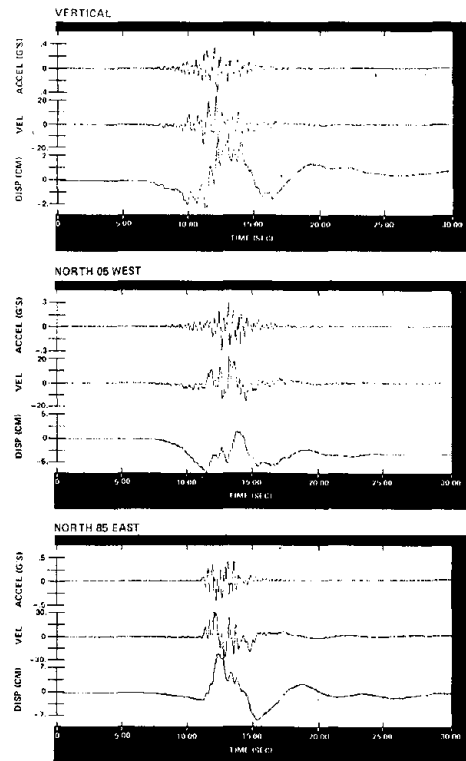 VERTICAL
ACCEL (G'S)
.4
0
.4
VEL
20
0
-20
DISP (CM)
2
0
-2
0
5.00
10.00
15.00
20.00
25.00
30.00
TIME (SEC)
NORTH 05 WEST
ACCEL (G'S)
.3
0
-.3
VEL
20
0
-20
DISP (CM)
0
0
5.00
10.00
15.00
20.00
25.00
30.00
TIME (SEC)
NORTH 85 EAST
ACCEL (G'S)
.5
0
VEL
30
0
DISP (CM)
7
0
-7
0
5.00
10.00
15.00
20.00
25.00
30.00
TIME (SEC)